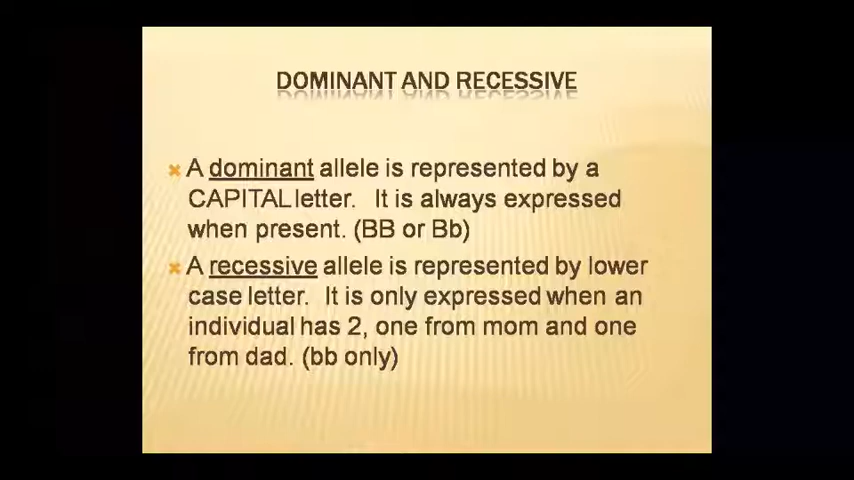 DOMINANT AND RECESSIVE
A dominant allele is represented by a
CAPITAL letter. It is always expressed
when present. (BB or Bb)
A recessive allele is represented by lower
case letter. It is only expressed when an
individual has 2, one from mom and one
from dad. (bb only)